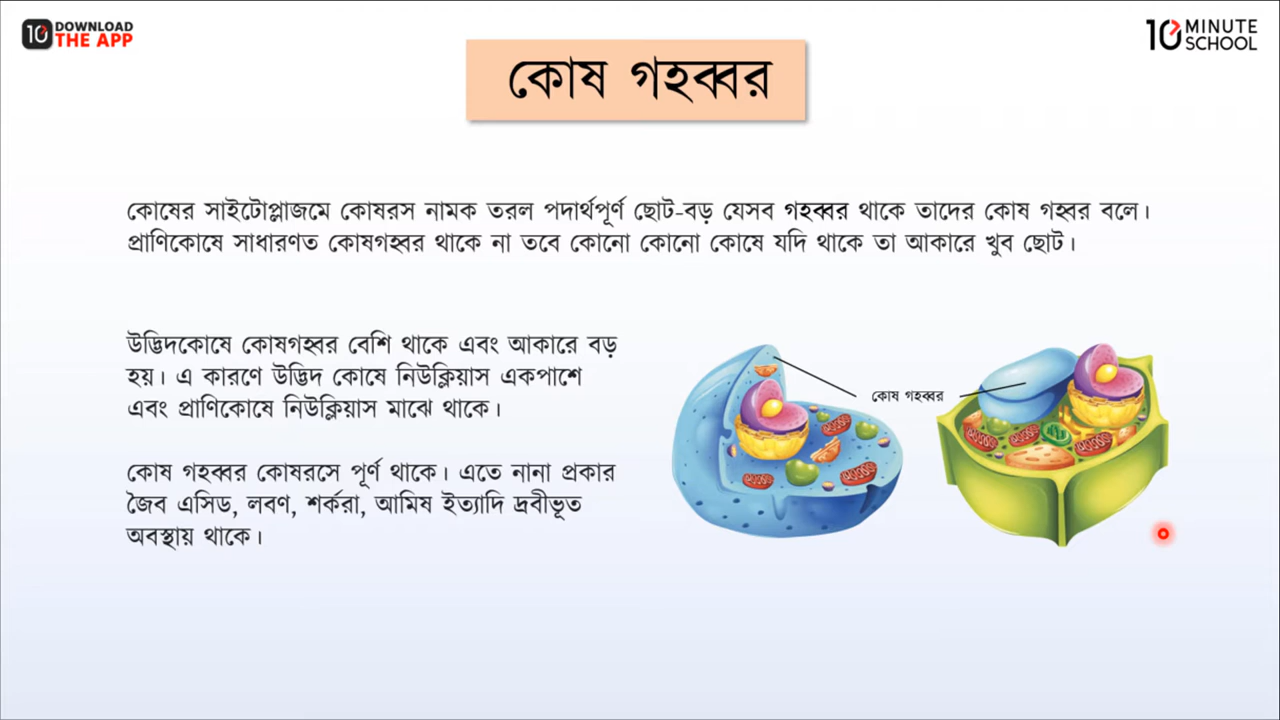 10 DOWNLOAD
THE APP
10 MINUTE
SCHOOL
কোষ গহব্বর
কোষের সাইটোপ্লাজমে কোষরস নামক তরল পদার্থপূর্ণ ছোট-বড় যেসব গহব্বর থাকে তাদের কোষ গহ্বর বলে।
প্রাণিকোষে সাধারণত কোষগহ্বর থাকে না তবে কোনো কোনো কোষে যদি থাকে তা আকারে খুব ছোট।
উদ্ভিদকোষে কোষগহ্বর বেশি থাকে এবং আকারে বড়
হয়। এ কারণে উদ্ভিদ কোষে নিউক্লিয়াস একপাশে
এবং প্রাণিকোষে নিউক্লিয়াস মাঝে থাকে।
কোষ গহব্বর কোষরসে পূর্ণ থাকে। এতে নানা প্রকার
জৈব এসিড, লবণ, শর্করা, আমিষ ইত্যাদি দ্রবীভূত
অবস্থায় থাকে।
কোষ গহব্বর